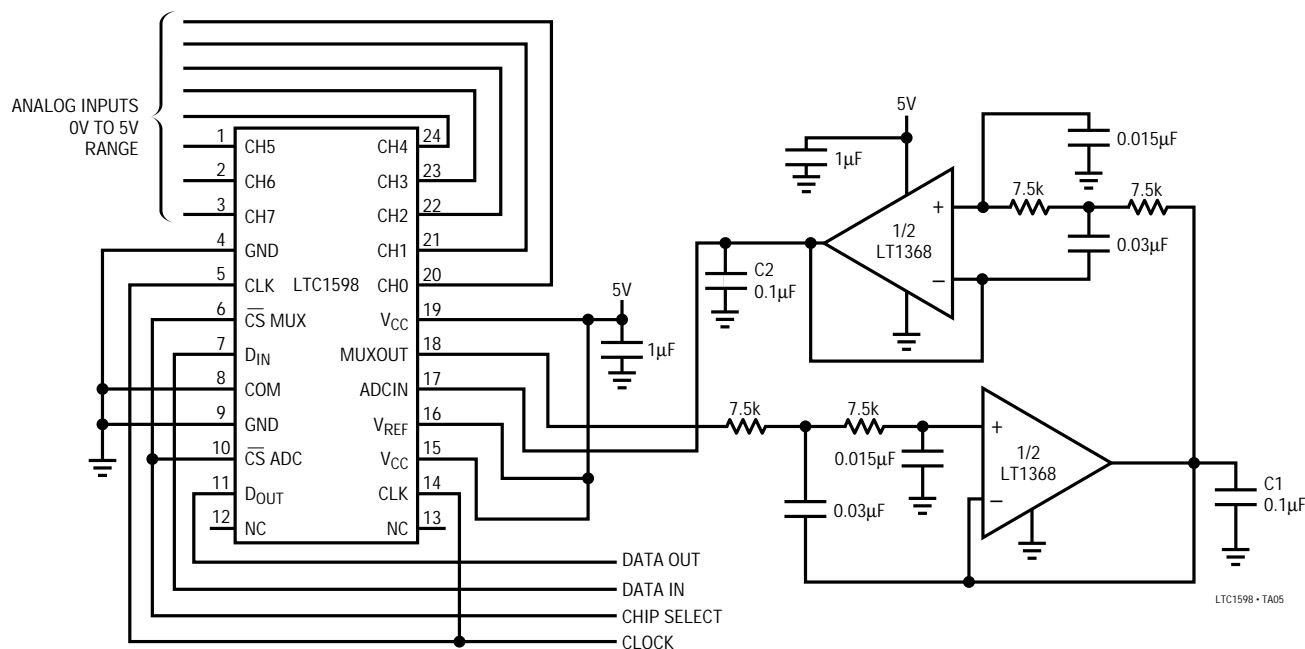 ANALOG INPUTS
0V TO 5V
RANGE
1 CH5
2 CH6
3 CH7
4 GND
5 CLK
6 CS MUX
7 DIN
8 COM
9 GND
10 CS ADC
11 DOUT
12 NC
LTC1598
CH4 24
CH3 23
CH2 22
CH1 21
CH0 20
VCC 19
MUXOUT 18
ADCIN 17
VREF 16
VCC 15
CLK 14
NC 13
5V
1µF
DATA OUT
DATA IN
CHIP SELECT
CLOCK
5V
1µF
+
−
1/2
LT1368
C2
0.1µF
0.015µF
7.5k
7.5k
0.03µF
7.5k
7.5k
0.015µF
0.03µF
+
−
1/2
LT1368
C1
0.1µF
LTC1598 • TA05